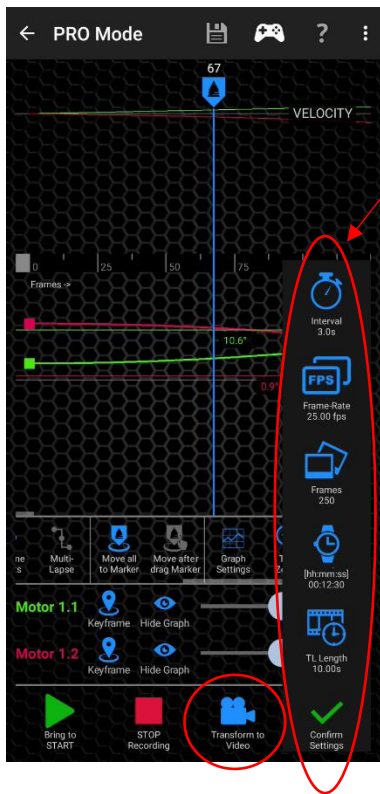 PRO Mode
?
67
VELOCITY
0
25
50
75
Frames ->
10.6°
0.9°
Interval
3.0s
FPS
Frame-Rate
25.00 fps
Frames
250
[hh:mm:ss]
00:12:30
TL Length
10.00s
Confirm
Settings
Multi-
Lapse
Move all
to Marker
Move after
drag Marker
Graph
Settings
Motor 1.1
Keyframe
Hide Graph
Motor 1.2
Keyframe
Hide Graph
Bring to
START
STOP
Recording
Transform to
Video